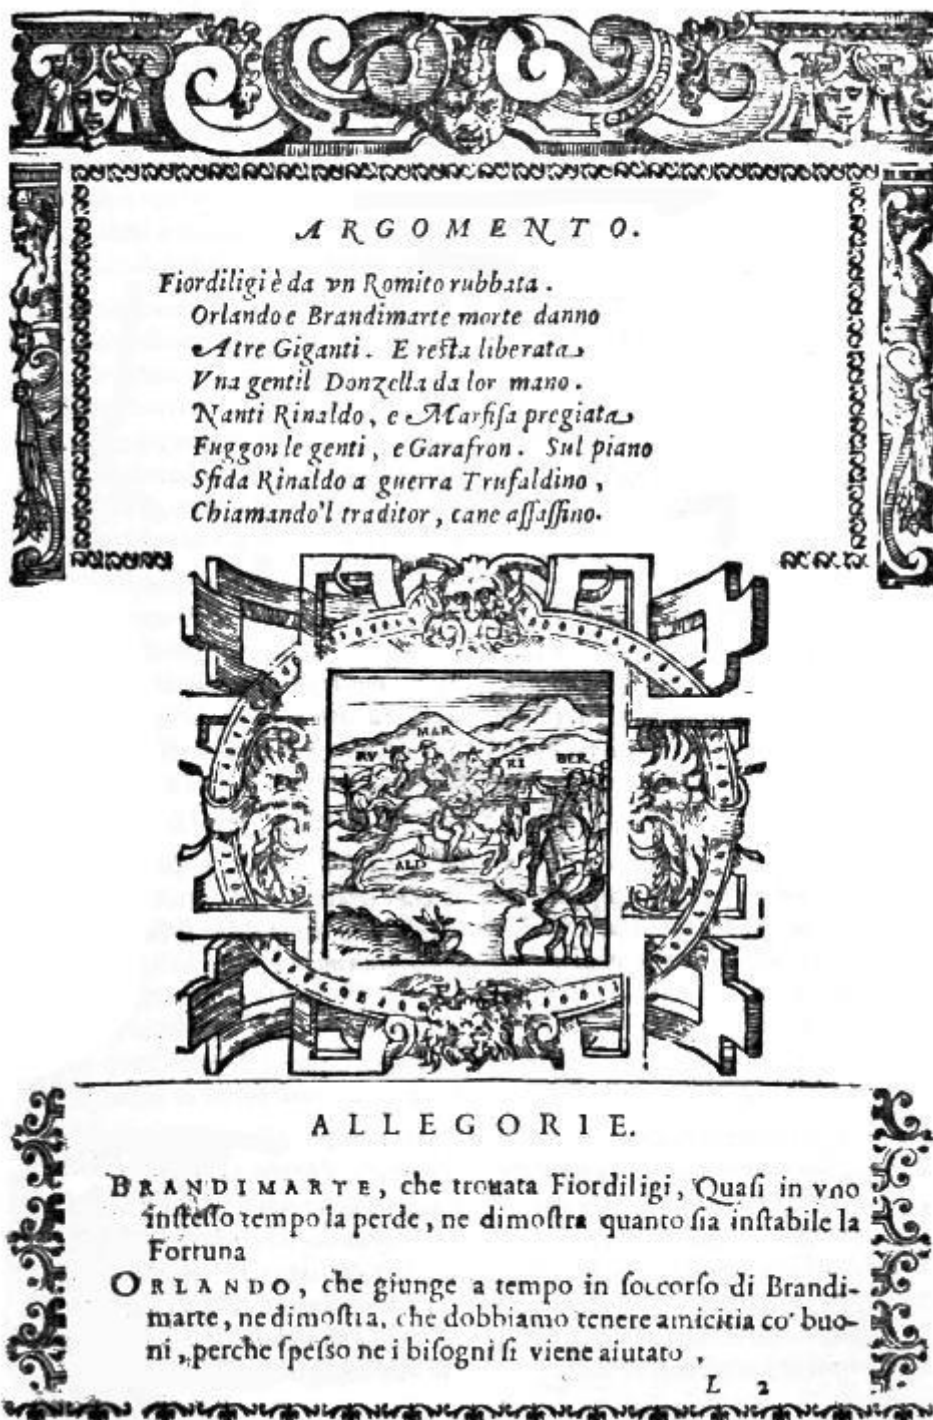 ARGOMENTO.
Fiordiligi è da vn Romito rubbata.
Orlando e Brandimarte morte danno
A tre Giganti. E reſta liberata
Vna gentil Donzella da lor mano.
Nanti Rinaldo, e Marfiſa pregiata
Fuggon le genti, e Garafron. Sul piano
Sfida Rinaldo a guerra Trufaldino,
Chiamando'l traditor, cane aſſaſſino.
MAR
RV
RI BER
ALD
ALLEGORIE.
BRANDIMARTE, che trouata Fiordiligi, Quaſi in vno
inſteſſo tempo la perde, ne dimoſtra quanto ſia inſtabile la
Fortuna
ORLANDO, che giunge a tempo in ſoccorſo di Brandi-
marte, ne dimoſtra, che dobbiamo tenere amicitia co' buo-
ni, perche ſpeſſo ne i biſogni ſi viene aiutato.
L 2